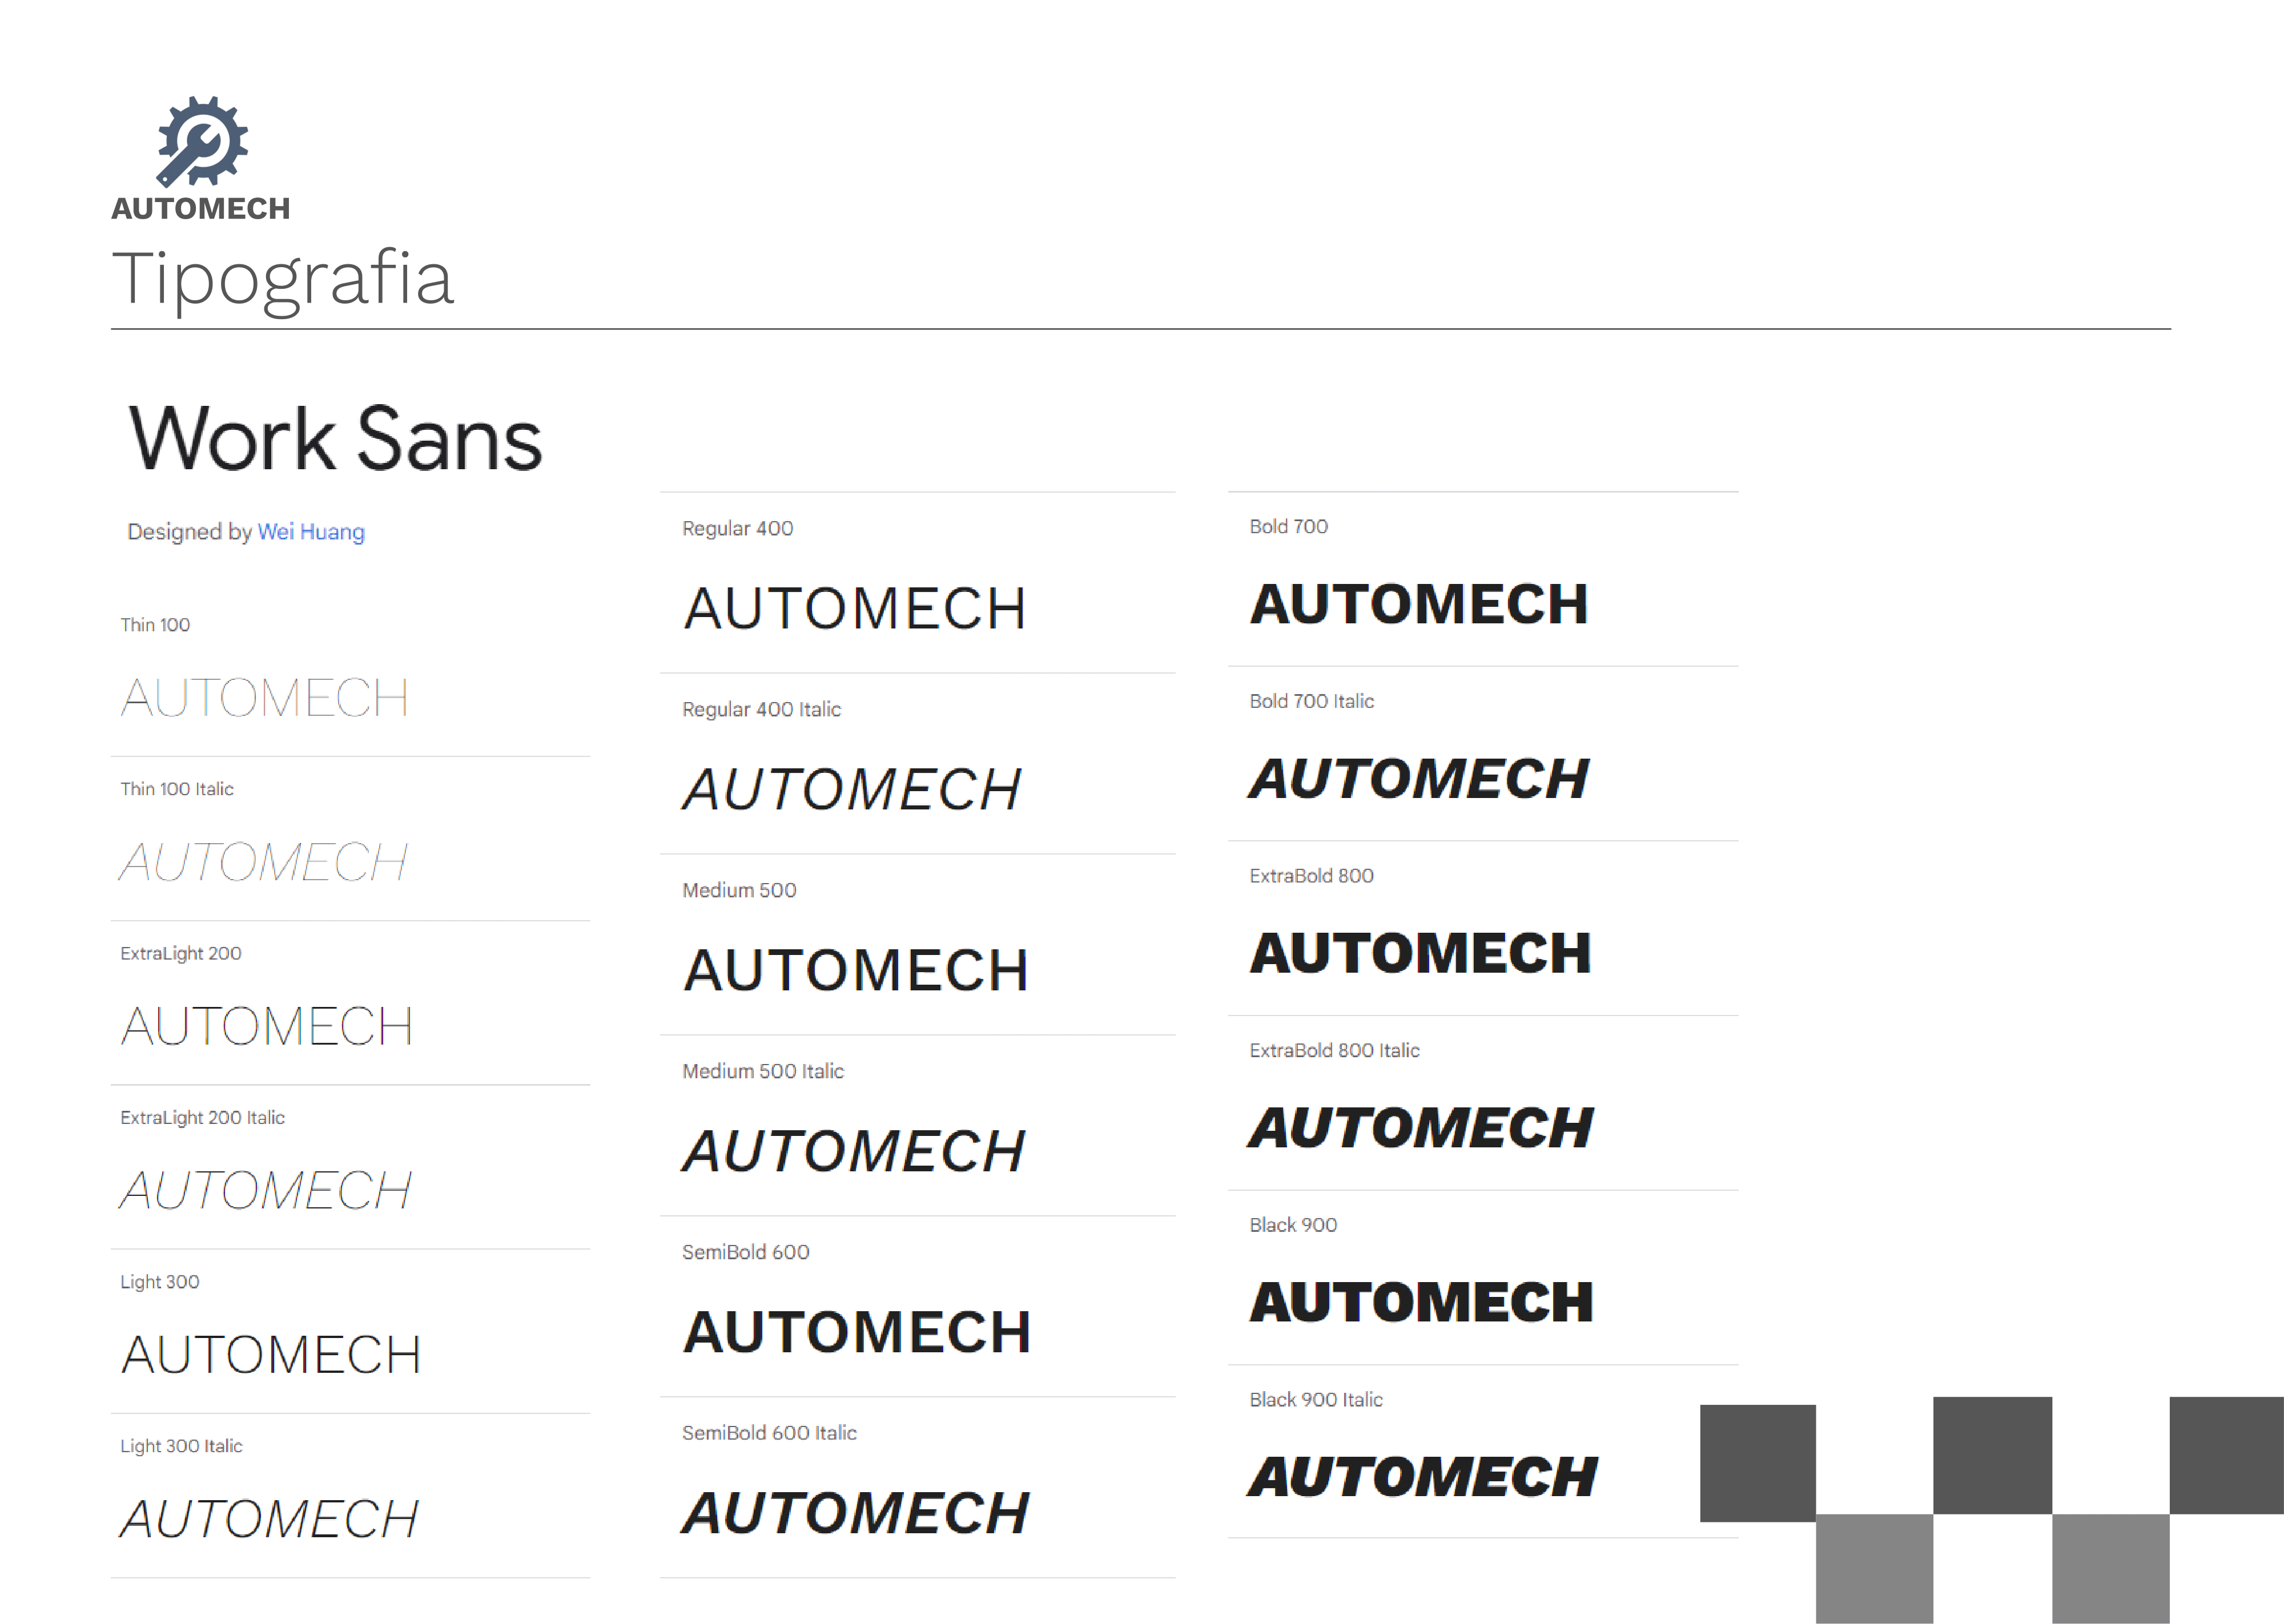 AUTOMECH
Tipografia
Work Sans
Designed by Wei Huang
Thin 100
AUTOMECH
Thin 100 Italic
AUTOMECH
ExtraLight 200
AUTOMECH
ExtraLight 200 Italic
AUTOMECH
Light 300
AUTOMECH
Light 300 Italic
AUTOMECH
Regular 400
AUTOMECH
Regular 400 Italic
AUTOMECH
Medium 500
AUTOMECH
Medium 500 Italic
AUTOMECH
SemiBold 600
AUTOMECH
SemiBold 600 Italic
AUTOMECH
Bold 700
AUTOMECH
Bold 700 Italic
AUTOMECH
ExtraBold 800
AUTOMECH
ExtraBold 800 Italic
AUTOMECH
Black 900
AUTOMECH
Black 900 Italic
AUTOMECH